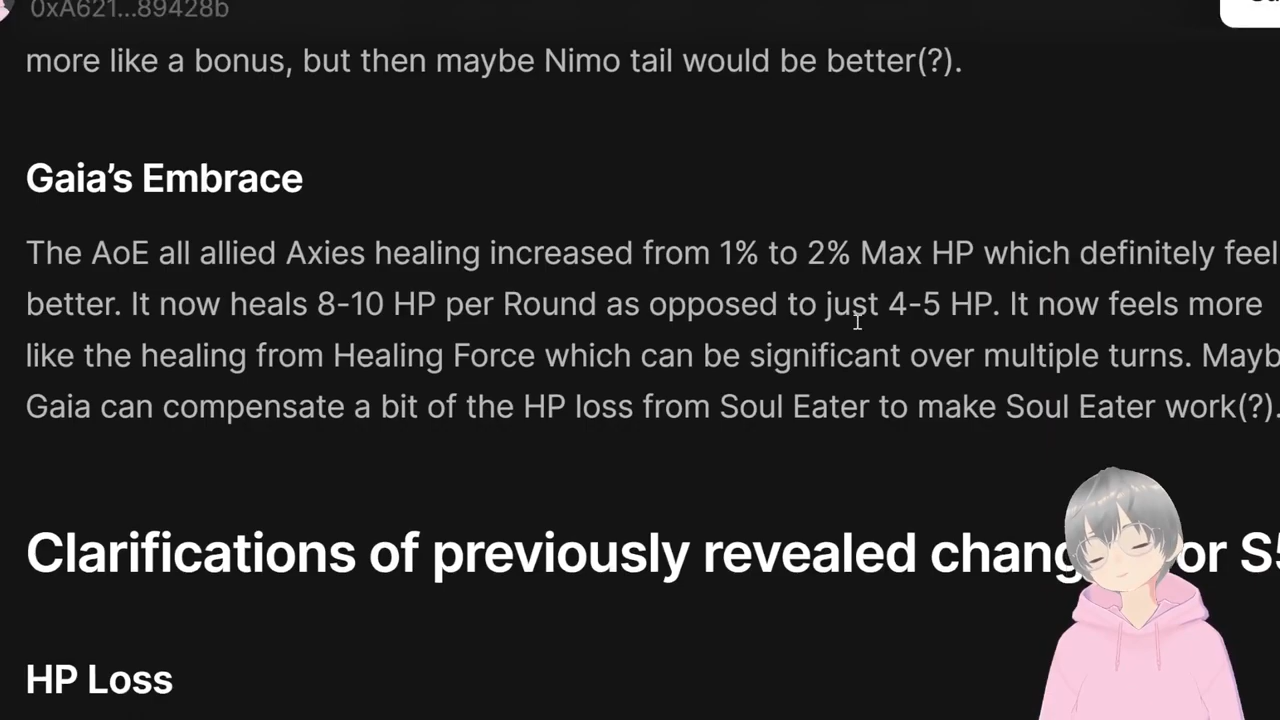 0xA621...89428b
more like a bonus, but then maybe Nimo tail would be better(?).
Gaia’s Embrace
The AoE all allied Axies healing increased from 1% to 2% Max HP which definitely feel
better. It now heals 8-10 HP per Round as opposed to just 4-5 HP. It now feels more
like the healing from Healing Force which can be significant over multiple turns. Mayb
Gaia can compensate a bit of the HP loss from Soul Eater to make Soul Eater work(?).
Clarifications of previously revealed chang or S5
HP Loss